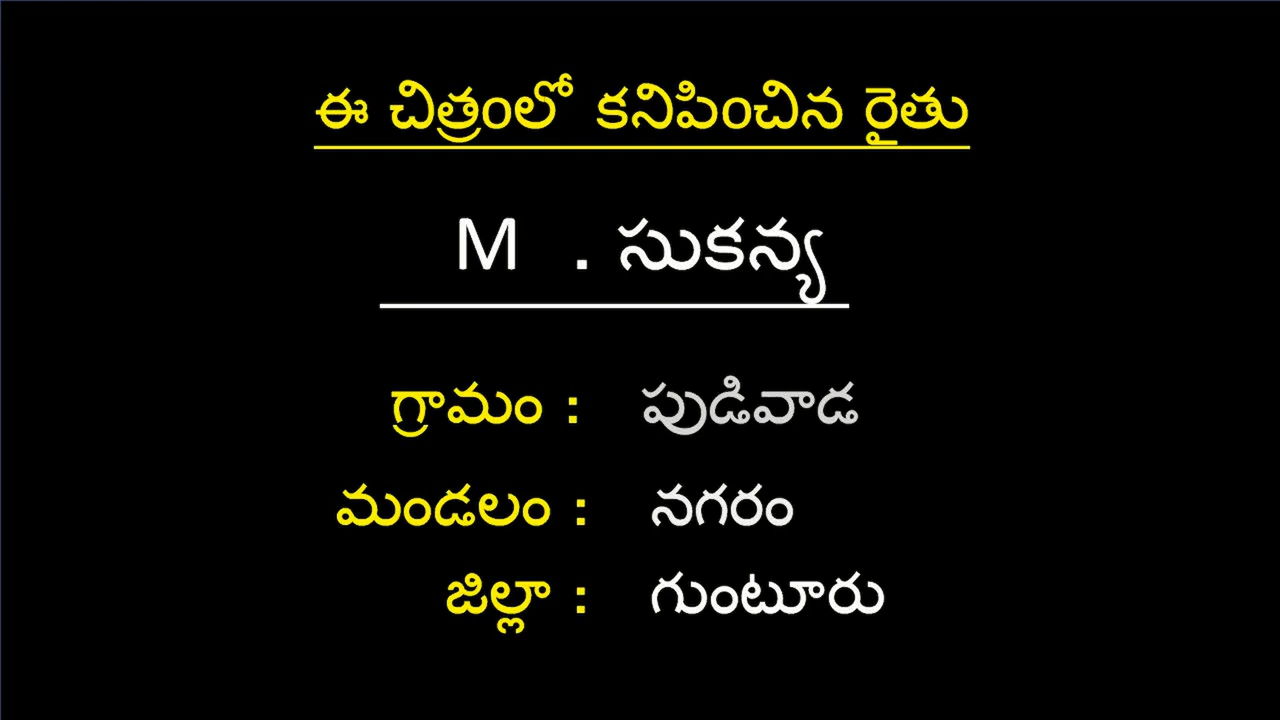 ఈ చిత్రంలో కనిపించిన రైతు
M . సుకన్య
గ్రామం : పుడివాడ
మండలం : నగరం
జిల్లా : గుంటూరు